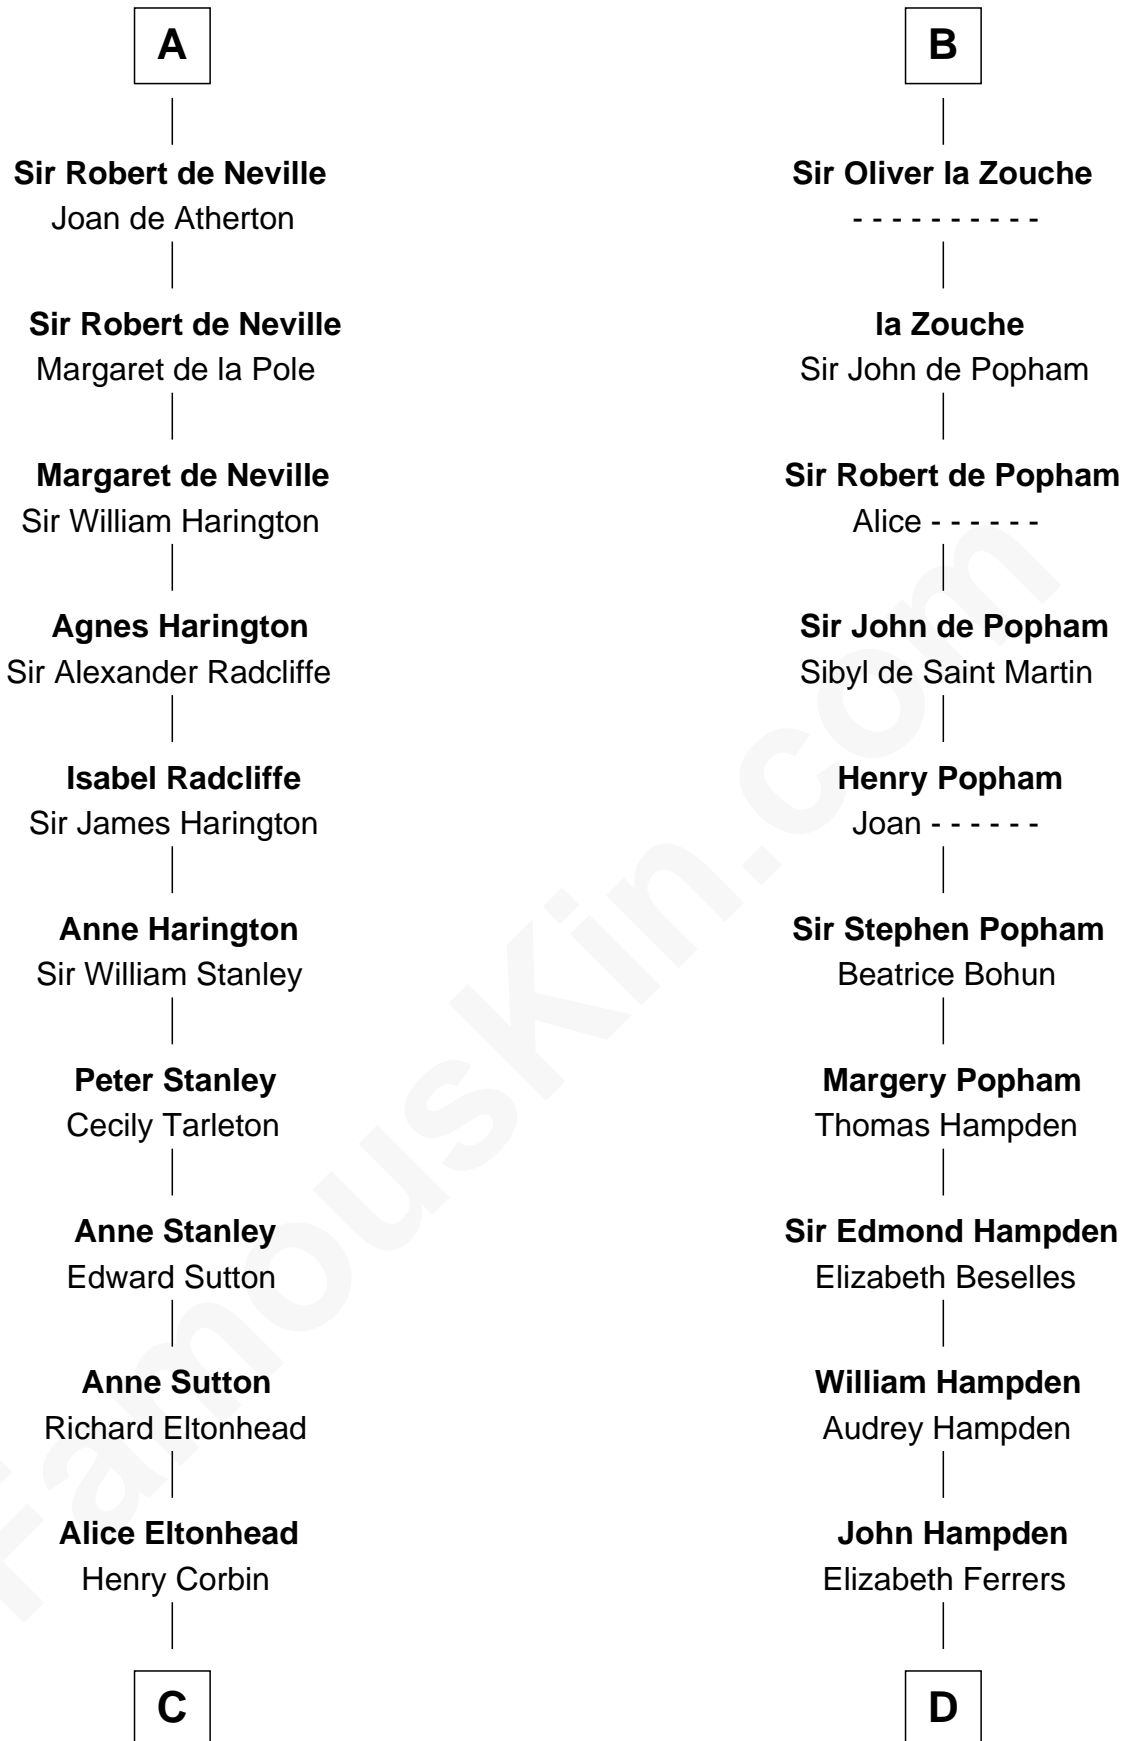 A
Sir Robert de Neville
Joan de Atherton
Sir Robert de Neville
Margaret de la Pole
Margaret de Neville
Sir William Harington
Agnes Harington
Sir Alexander Radcliffe
Isabel Radcliffe
Sir James Harington
Anne Harington
Sir William Stanley
Peter Stanley
Cecily Tarleton
Anne Stanley
Edward Sutton
Anne Sutton
Richard Eltonhead
Alice Eltonhead
Henry Corbin
C
B
Sir Oliver la Zouche
- - - - - - - - - -
la Zouche
Sir John de Popham
Sir Robert de Popham
Alice - - - - - -
Sir John de Popham
Sibyl de Saint Martin
Henry Popham
Joan - - - - - -
Sir Stephen Popham
Beatrice Bohun
Margery Popham
Thomas Hampden
Sir Edmond Hampden
Elizabeth Beselles
William Hampden
Audrey Hampden
John Hampden
Elizabeth Ferrers
D
FamousKin.com